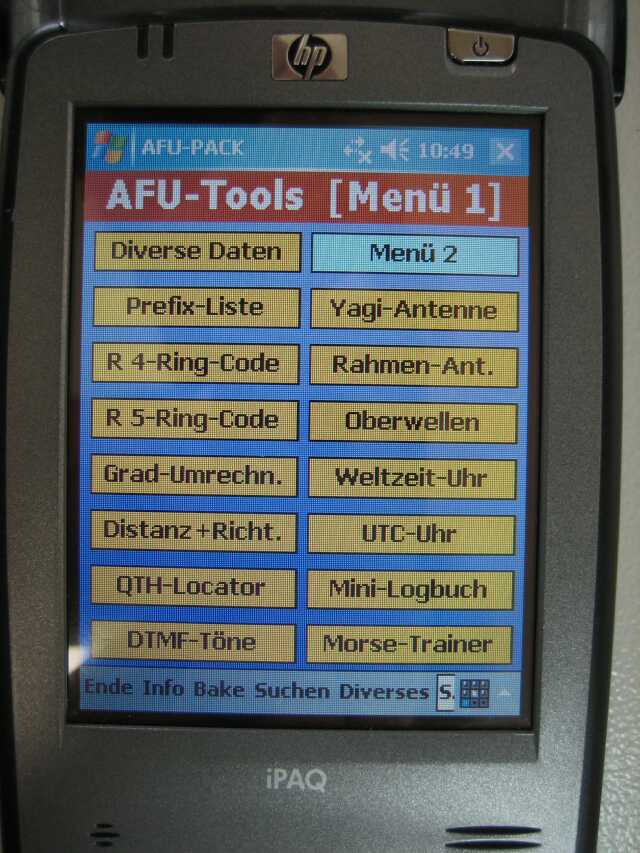 hp
AFU-PACK 10:49
AFU-Tools [Menü 1]
Diverse Daten Menü 2
Prefix-Liste Yagi-Antenne
R 4-Ring-Code Rahmen-Ant.
R 5-Ring-Code Oberwellen
Grad-Umrechn. Weltzeit-Uhr
Distanz+Richt. UTC-Uhr
QTH-Locator Mini-Logbuch
DTMF-Töne Morse-Trainer
Ende Info Bake Suchen Diverses S.
iPAQ